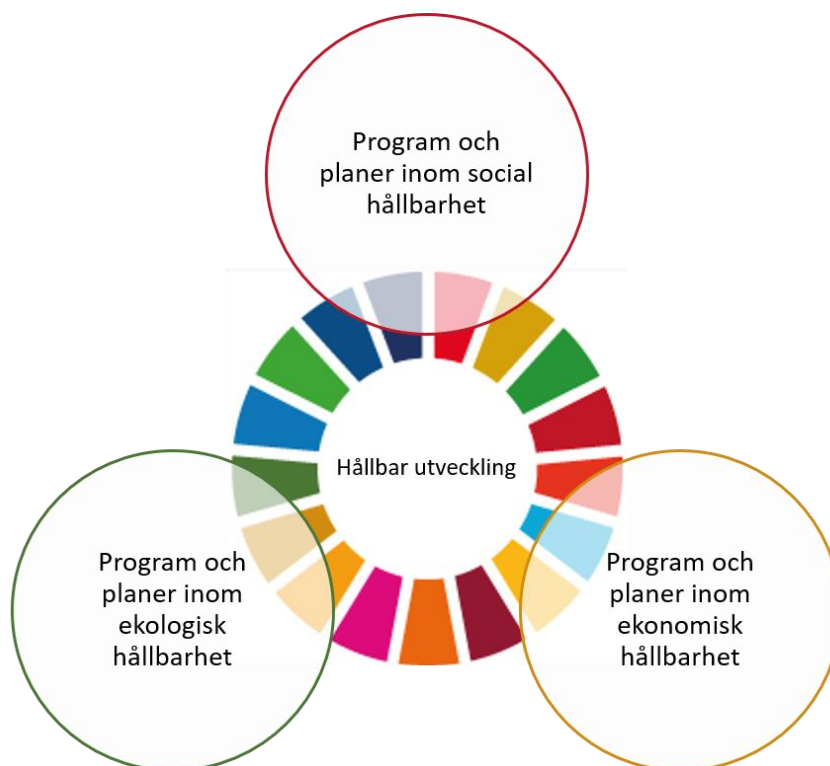 Program och
planer inom social
hållbarhet
Hållbar utveckling
Program och
planer inom
ekologisk
hållbarhet
Program och
planer inom
ekonomisk
hållbarhet